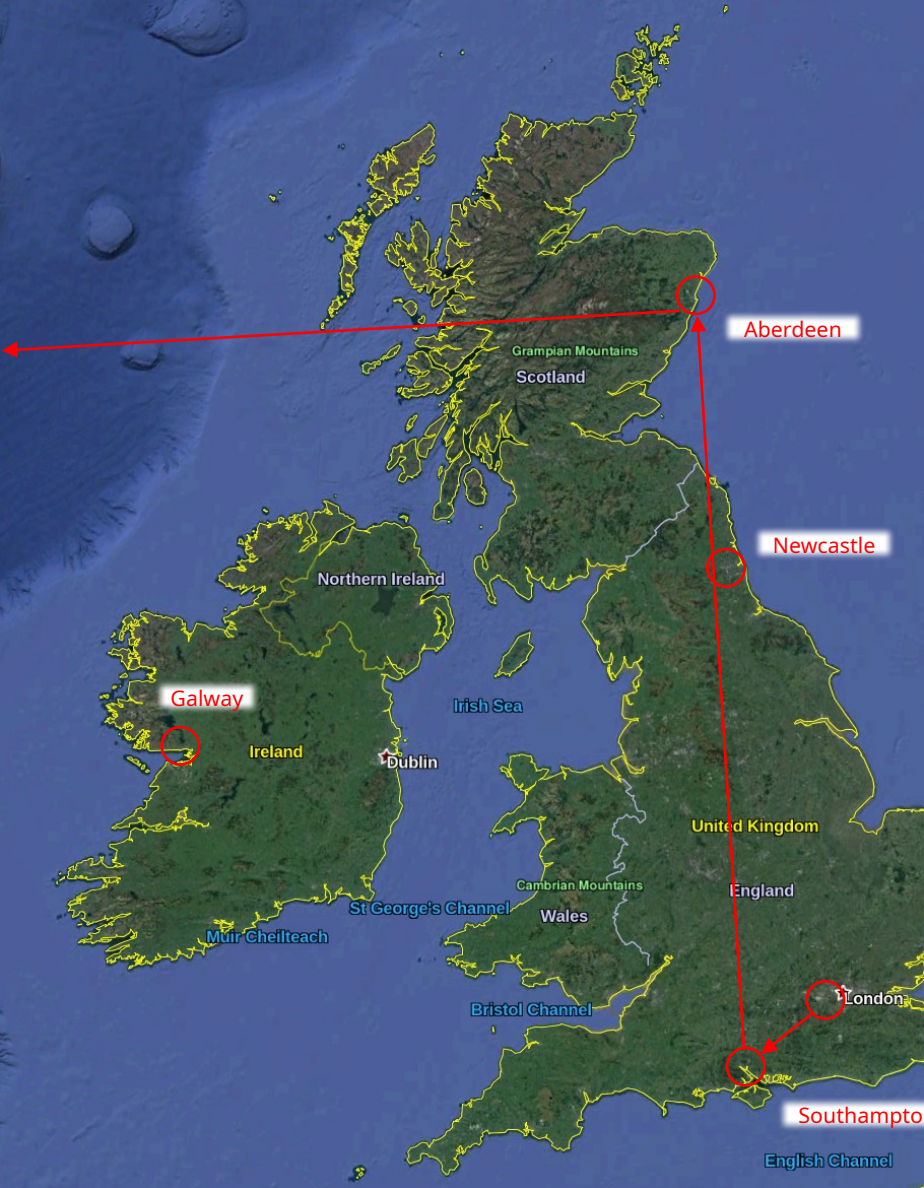 Aberdeen
Grampian Mountains
Scotland
Newcastle
Northern Ireland
Galway
Irish Sea
Ireland
Dublin
United Kingdom
Cambrian Mountains
England
St George's Channel
Wales
Muir Cheilteach
London
Bristol Channel
Southampto
English Channel